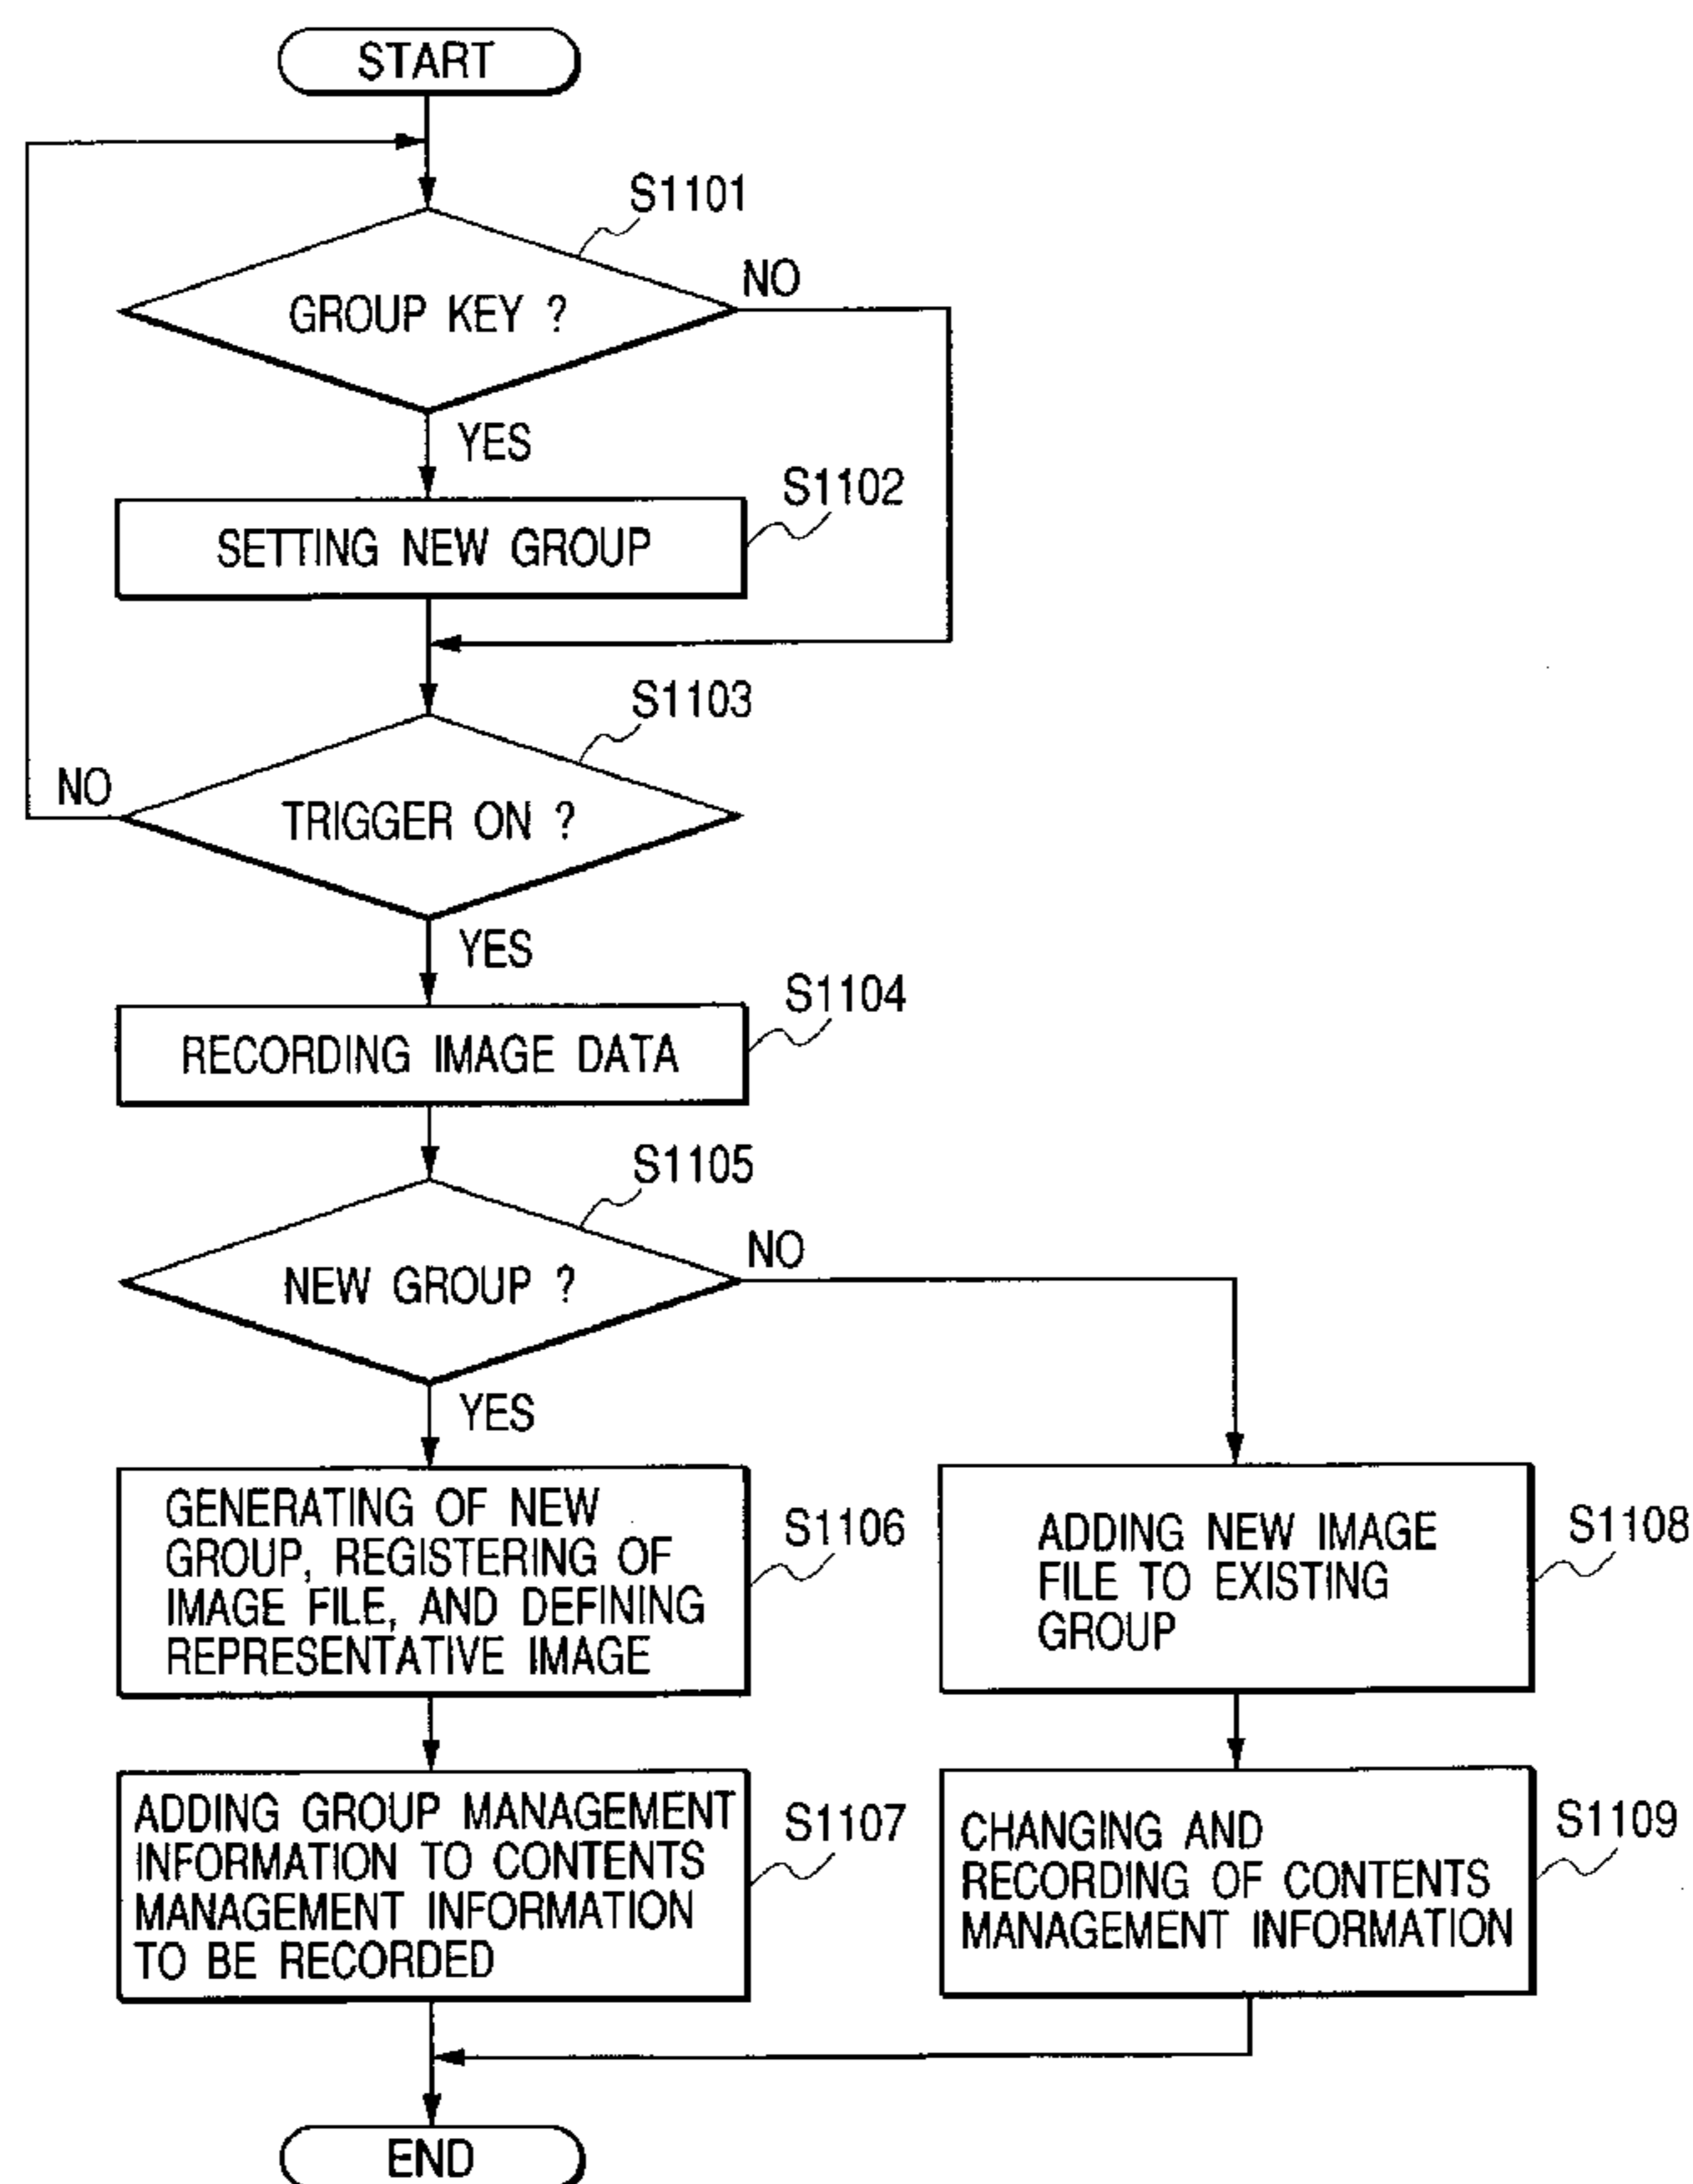 START
S1101
GROUP KEY ?
NO
YES
S1102
SETTING NEW GROUP
S1103
TRIGGER ON ?
NO
YES
S1104
RECORDING IMAGE DATA
S1105
NEW GROUP ?
NO
YES
S1106
GENERATING OF NEW
GROUP, REGISTERING OF
IMAGE FILE, AND DEFINING
REPRESENTATIVE IMAGE
S1108
ADDING NEW IMAGE
FILE TO EXISTING
GROUP
S1107
ADDING GROUP MANAGEMENT
INFORMATION TO CONTENTS
MANAGEMENT INFORMATION
TO BE RECORDED
S1109
CHANGING AND
RECORDING OF CONTENTS
MANAGEMENT INFORMATION
END